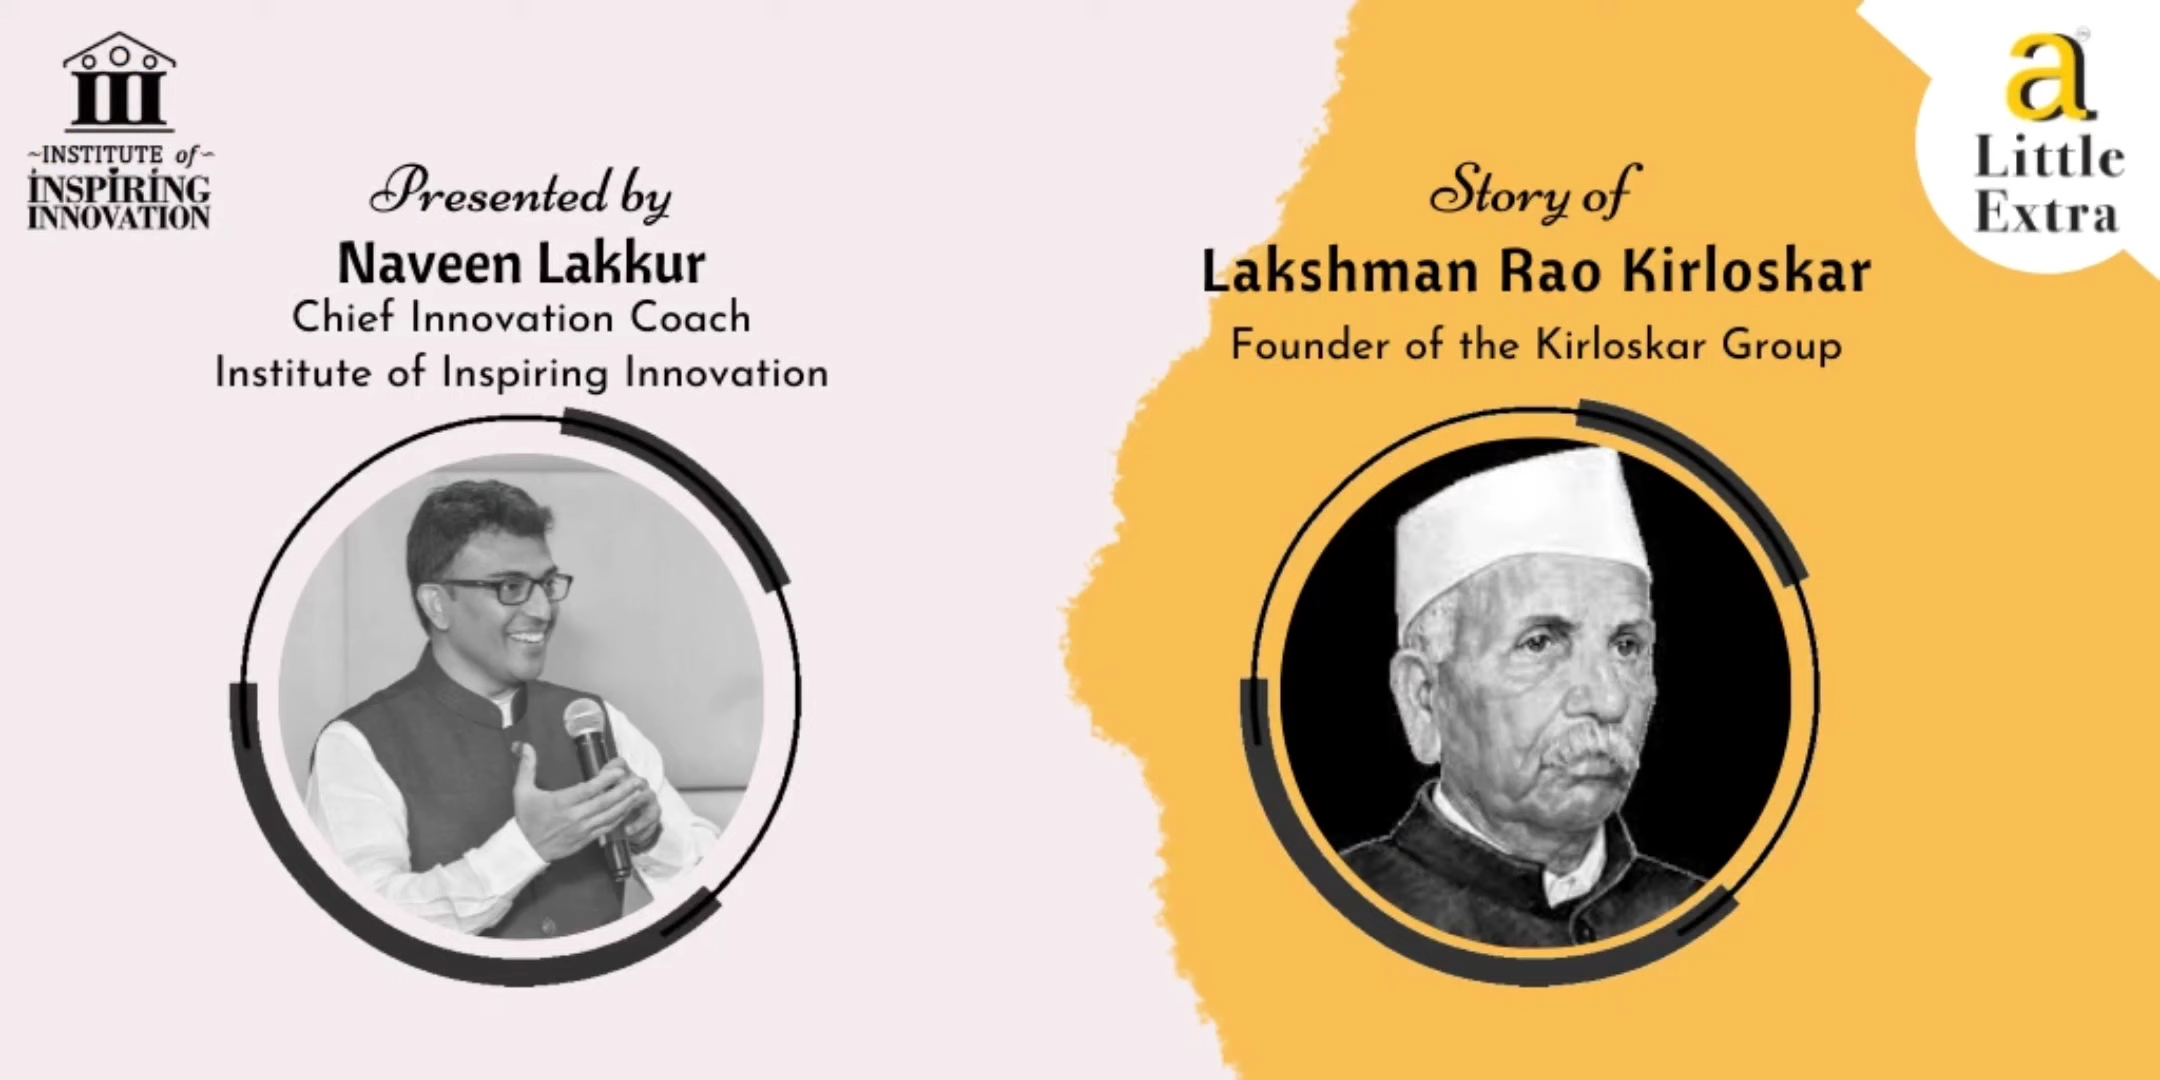 ~INSTITUTE of~
INSPIRING
INNOVATION
Presented by
Naveen Lakkur
Chief Innovation Coach
Institute of Inspiring Innovation
Story of
Lakshman Rao Kirloskar
Founder of the Kirloskar Group
a
Little
Extra